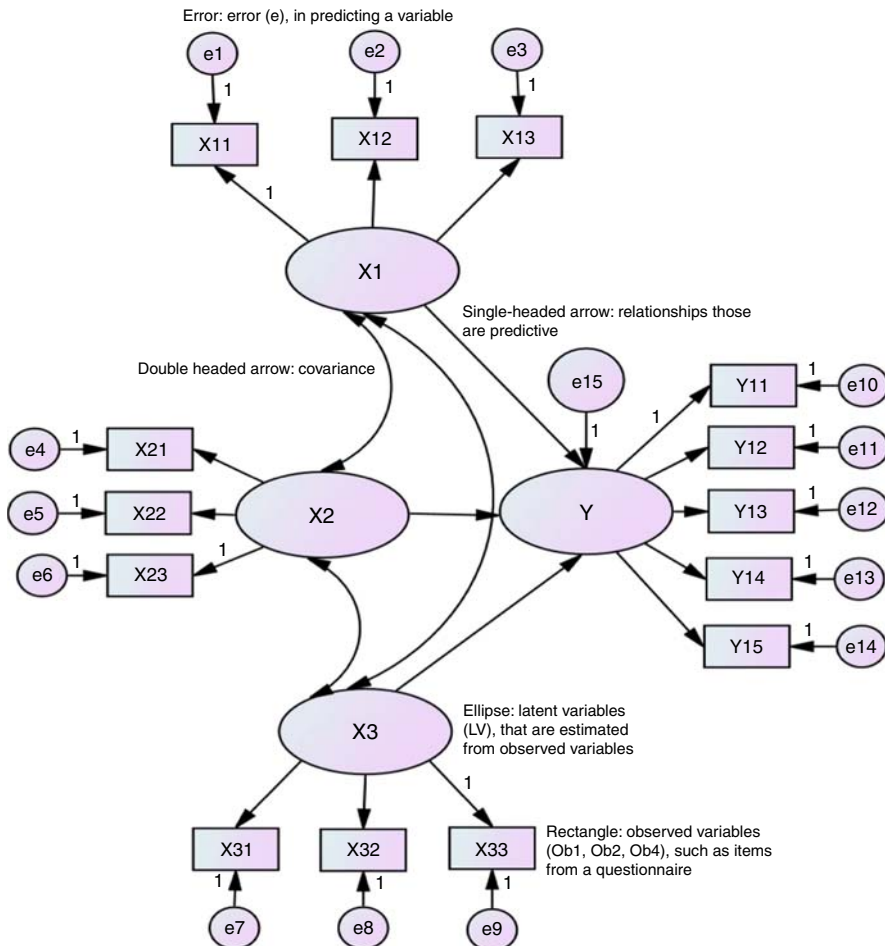 Error: error (e), in predicting a variable
e1
e2
e3
1
1
1
X11
X12
X13
1
X1
Single-headed arrow: relationships those
are predictive
Double headed arrow: covariance
e15
1
Y11
1
e10
1
e4
1
X21
1
Y12
1
e11
e5
1
X22
X2
Y
Y13
1
e12
e6
1
X23
1
Y14
1
e13
Y15
1
e14
X3
Ellipse: latent variables
(LV), that are estimated
from observed variables
1
X31
X32
X33
Rectangle: observed variables
(Ob1, Ob2, Ob4), such as items
from a questionnaire
1
1
1
e7
e8
e9